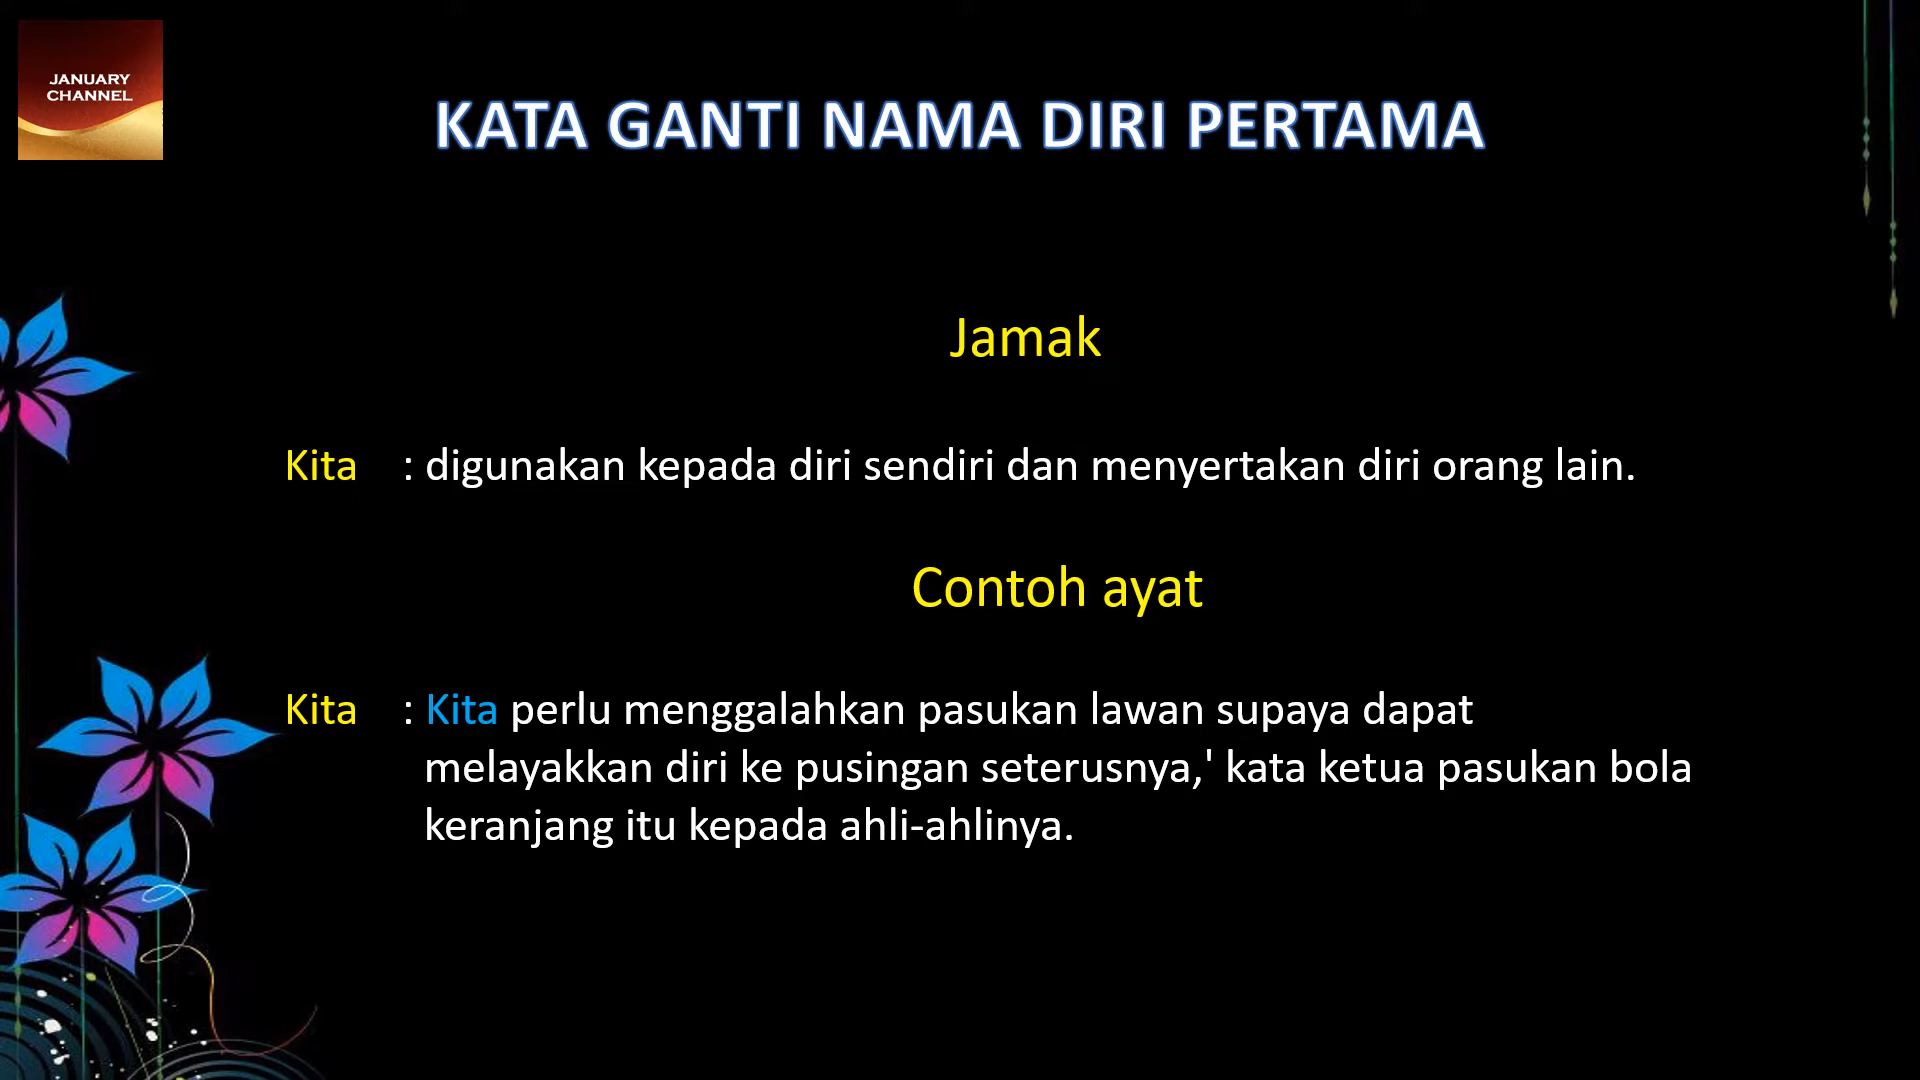 JANUARY
CHANNEL
KATA GANTI NAMA DIRI PERTAMA
Jamak
Kita : digunakan kepada diri sendiri dan menyertakan diri orang lain.
Contoh ayat
Kita : Kita perlu menggalahkan pasukan lawan supaya dapat
melayakkan diri ke pusingan seterusnya,' kata ketua pasukan bola
keranjang itu kepada ahli-ahlinya.